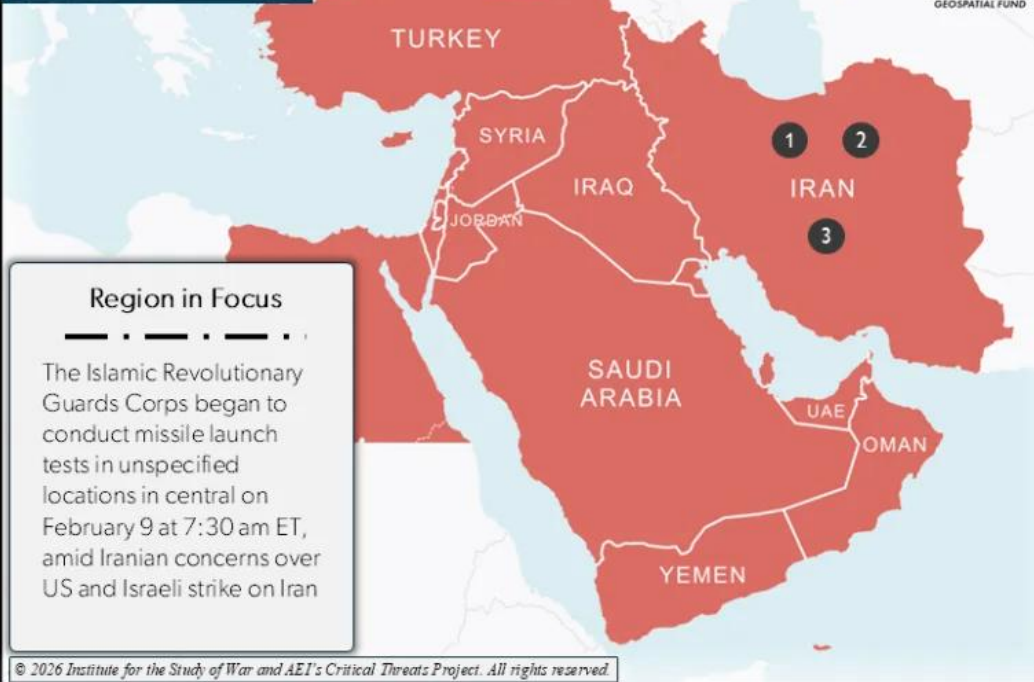 GEOSPATIAL FUND
TURKEY
SYRIA
1
2
IRAQ
IRAN
JORDAN
3
Region in Focus
The Islamic Revolutionary
Guards Corps began to
conduct missile launch
tests in unspecified
locations in central on
February 9 at 7:30 am ET,
amid Iranian concerns over
US and Israeli strike on Iran
SAUDI
ARABIA
UAE
OMAN
YEMEN
© 2026 Institute for the Study of War and AEI's Critical Threats Project. All rights reserved.